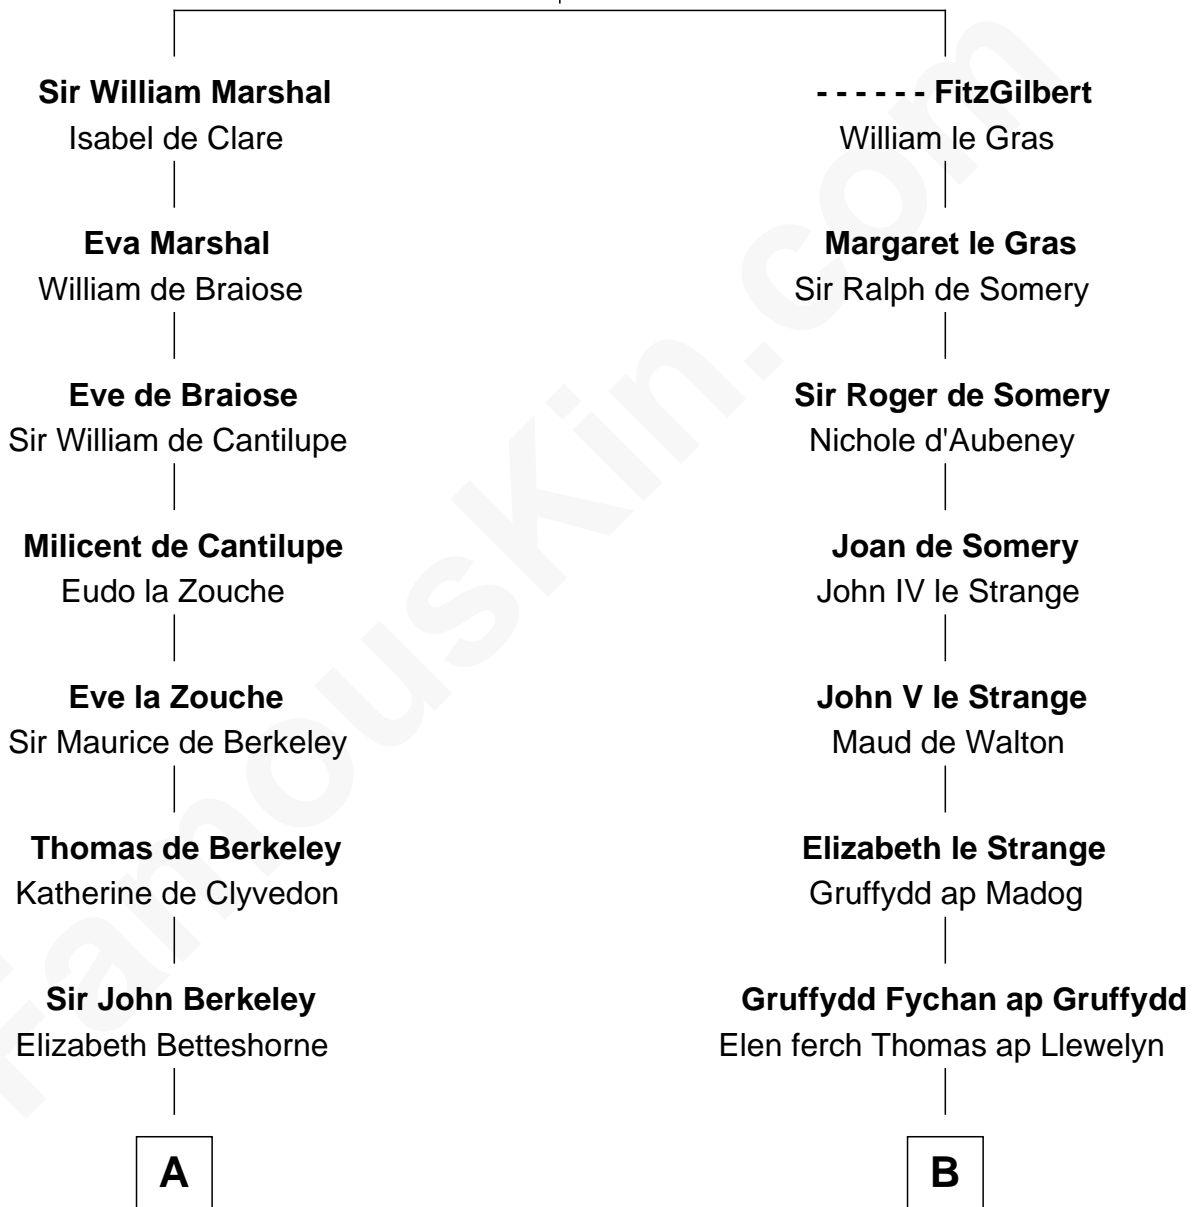 Sir William Marshal
Isabel de Clare
Eva Marshal
William de Braiose
Eve de Braiose
Sir William de Cantilupe
Milicent de Cantilupe
Eudo la Zouche
Eve la Zouche
Sir Maurice de Berkeley
Thomas de Berkeley
Katherine de Clyvedon
Sir John Berkeley
Elizabeth Betteshorne
A
- - - - - - FitzGilbert
William le Gras
Margaret le Gras
Sir Ralph de Somery
Sir Roger de Somery
Nichole d'Aubeney
Joan de Somery
John IV le Strange
John V le Strange
Maud de Walton
Elizabeth le Strange
Gruffydd ap Madog
Gruffydd Fychan ap Gruffydd
Elen ferch Thomas ap Llewelyn
B
FamousKin.com